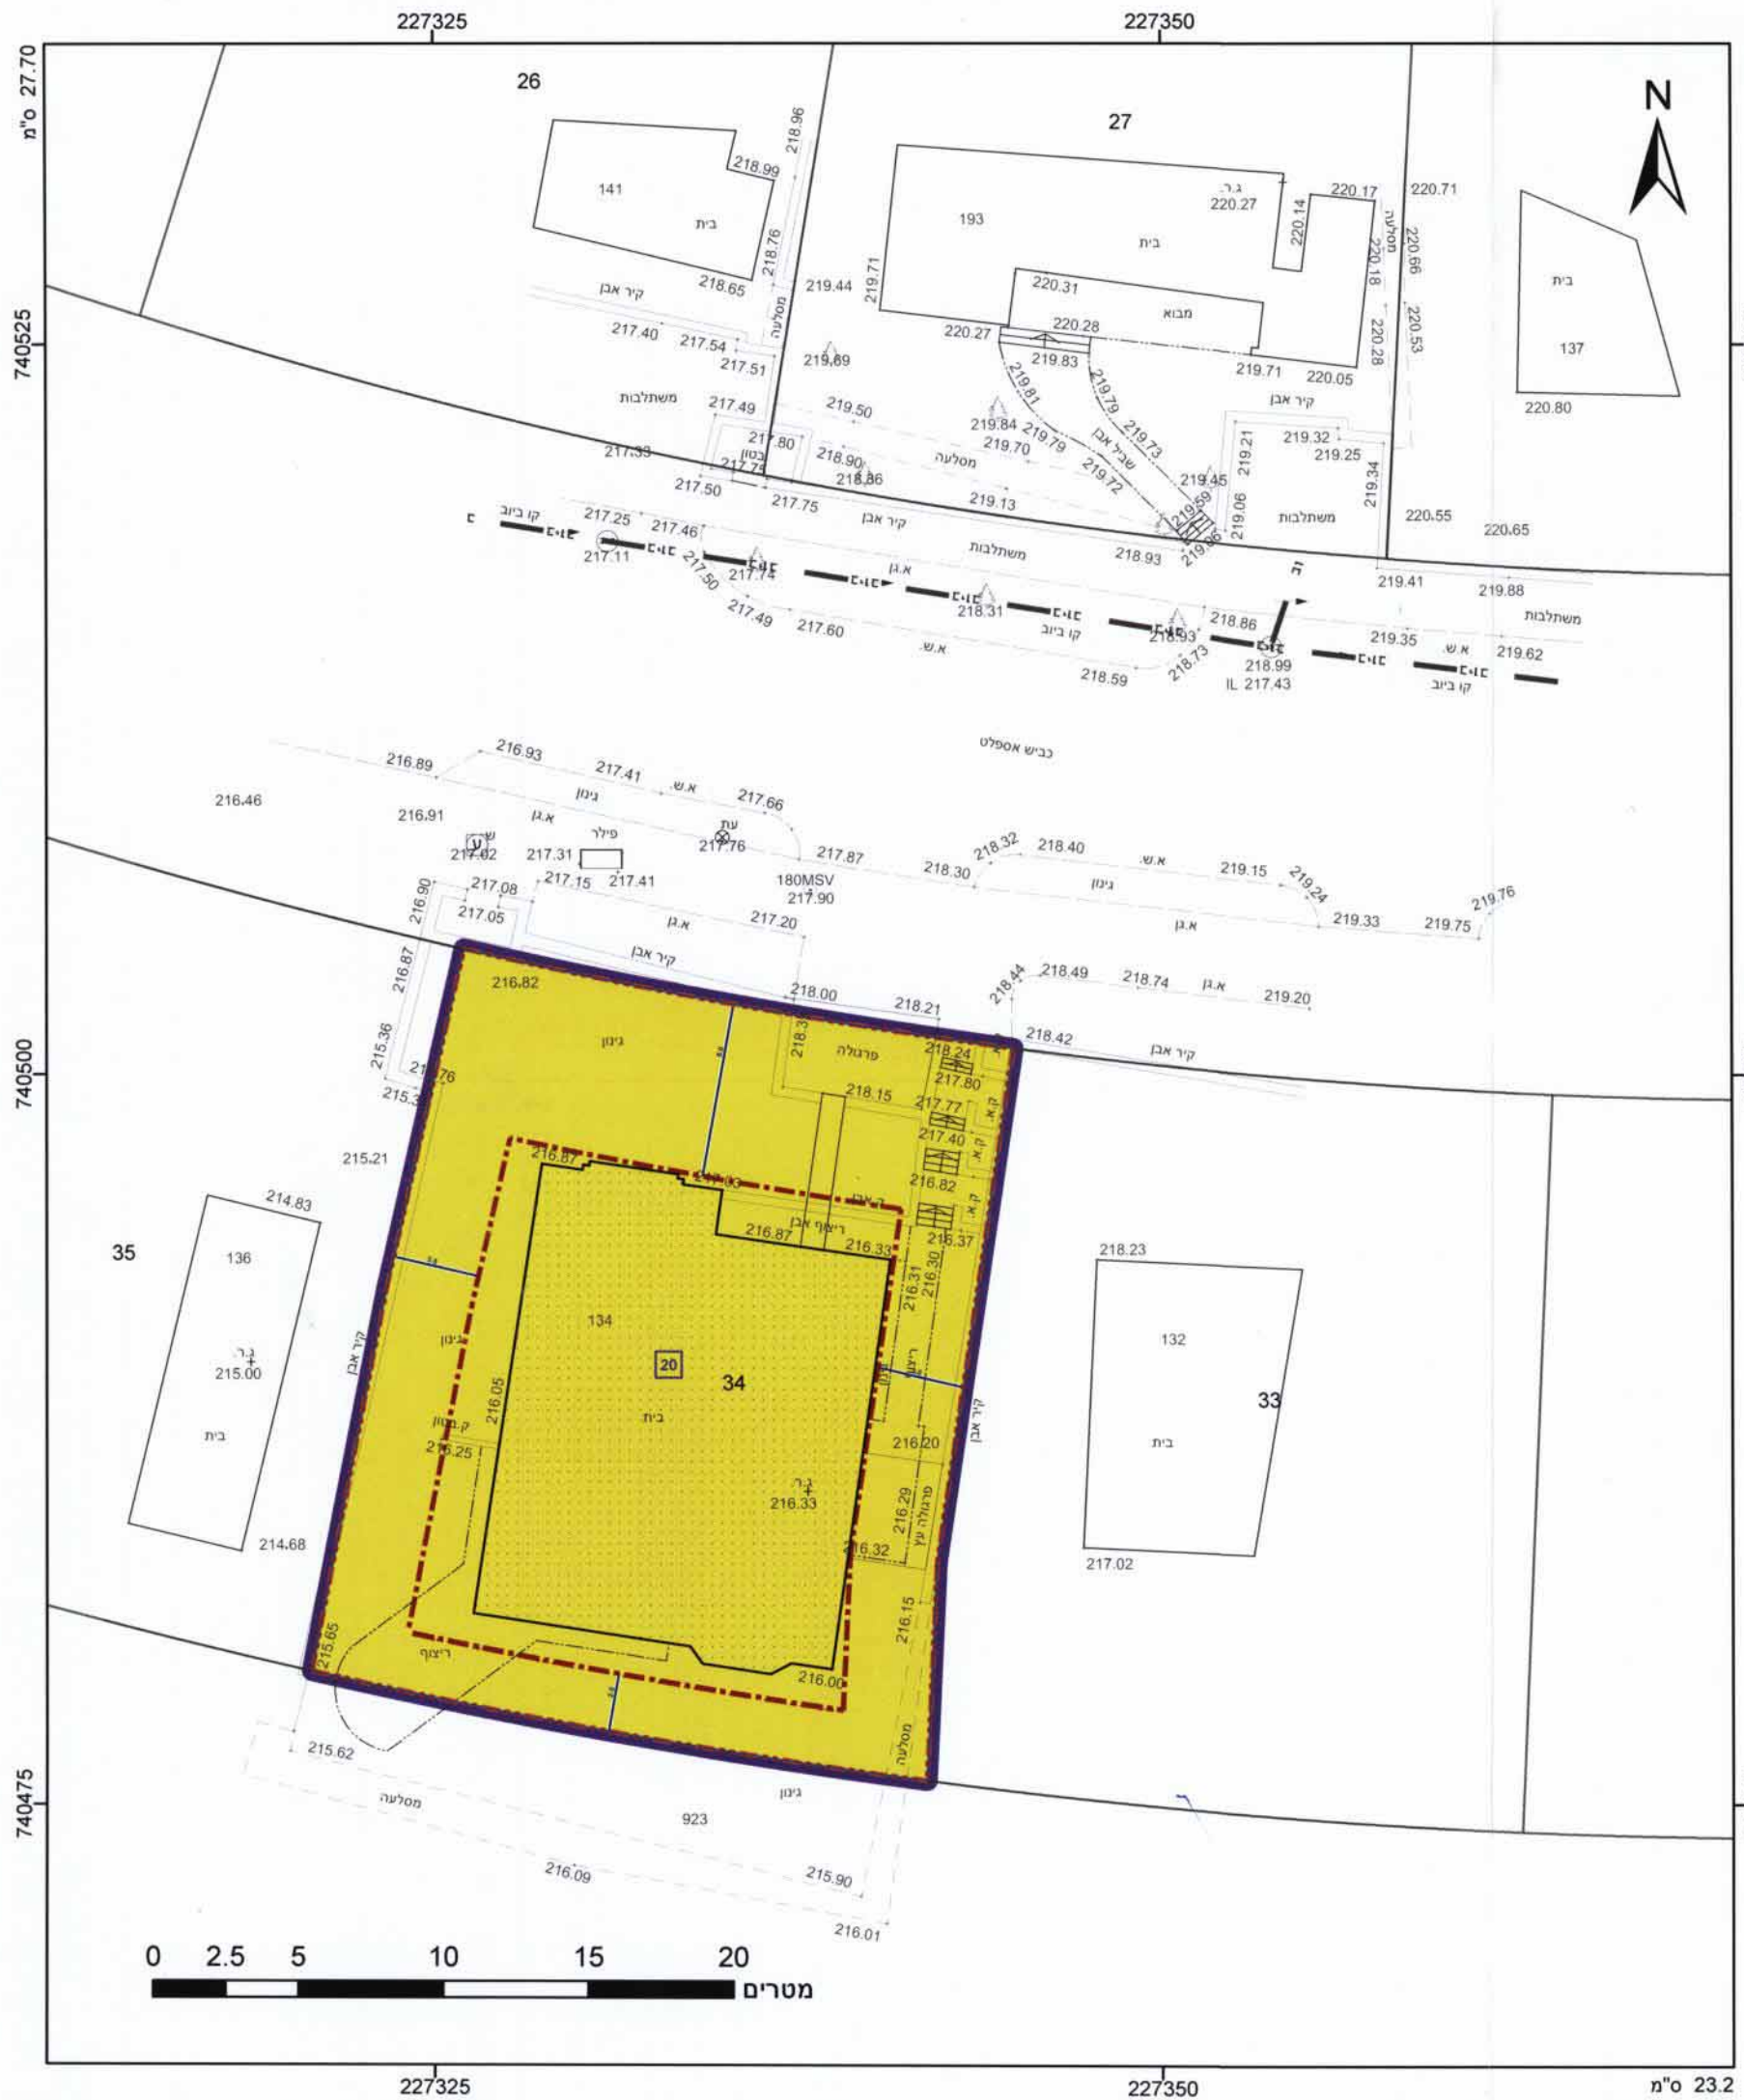 227325
227350
27.70 ס"מ
26
27
N
218.96
218.99
141
בית
218.76
218.65
219.44
219.71
193
בית
ג.ר.
220.27
220.14
220.17
220.71
מסלעה
220.18
220.66
220.31
מבוא
בית
137
220.80
קיר אבן
217.40
217.54
217.51
מסלעה
219.69
220.27
220.28
219.83
219.71
220.05
220.28
220.53
740525
משתלבות
217.49
217.80
בטון
217.75
217.33
217.50
217.75
219.50
218.90
218.36
219.81
219.79
219.84
219.70
219.79
219.73
שביל אבן
219.72
מסלעה
219.13
קיר אבן
219.21
219.32
219.25
219.34
219.45
219.59
219.06
219.86
משתלבות
220.55
220.65
קו ביוב
217.25
217.46
217.11
קיר אבן
משתלבות
218.93
א.גן
217.50
217.74
217.49
217.60
218.31
קו ביוב
א.ש.
218.93
218.86
218.73
218.59
218.99
IL 217.43
219.41
219.88
משתלבות
219.35
א.ש.
219.62
קו ביוב
כביש אספלט
216.89
216.93
217.41
א.ש.
217.66
216.46
216.91
גינון
א.גן
עת
217.76
ש
ע
217.02
פילר
217.31
217.15
217.41
217.87
180MSV
217.90
218.30
218.32
218.40
א.ש.
219.15
219.24
גינון
א.גן
219.33
219.75
219.76
216.90
217.08
217.05
א.גן
217.20
קיר אבן
216.87
216.82
218.00
218.21
218.44
218.49
218.74
א.גן
219.20
218.42
קיר אבן
740500
215.36
גינון
פרגולה
218.24
217.80
218.15
217.77
ק.א.
217.40
ק.א.
215.21
216.87
217.03
216.82
ק.א.
ק.אבן
ריצוף אבן
216.87
216.33
216.37
216.31
216.30
214.83
35
136
ג.ר.
215.00
בית
214.68
קיר אבן
גינון
134
20
34
בית
216.05
ק.בטון
216.25
ג.ר.
216.33
גינון
ריצוף
קיר אבן
216.20
216.29
פרגולה עץ
216.32
216.15
218.23
132
33
בית
217.02
215.65
ריצוף
216.00
מסלעה
740475
215.62
מסלעה
923
גינון
216.09
215.90
216.01
0 2.5 5 10 15 20
מטרים
227325
227350
23.2 ס"מ